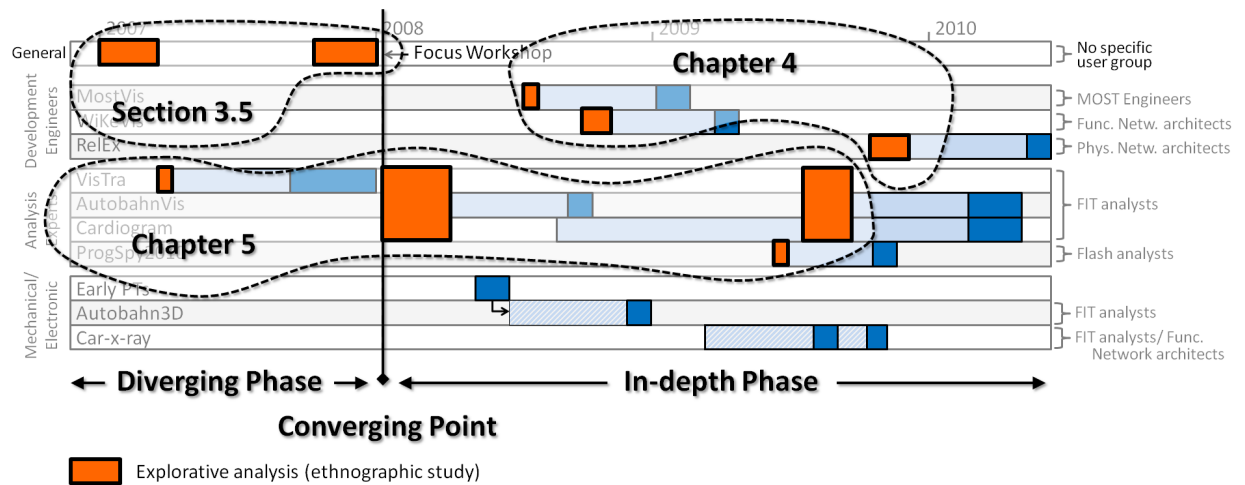 2007 2008 2009 2010
General
Focus Workshop
No specific
user group
Chapter 4
Development
Engineers
MostVis
MOST Engineers
Section 3.5
WiKeVis
Func. Netw. architects
RelEx
Phys. Netw. architects
Analysis
Experts
VisTra
AutobahnVis
FIT analysts
Cardiogram
Chapter 5
ProgSpy2010
Flash analysts
Mechanical/
Electronic
Early PTs
Autobahn3D
FIT analysts
Car-x-ray
FIT analysts/ Func.
Network architects
Diverging Phase
In-depth Phase
Converging Point
Explorative analysis (ethnographic study)